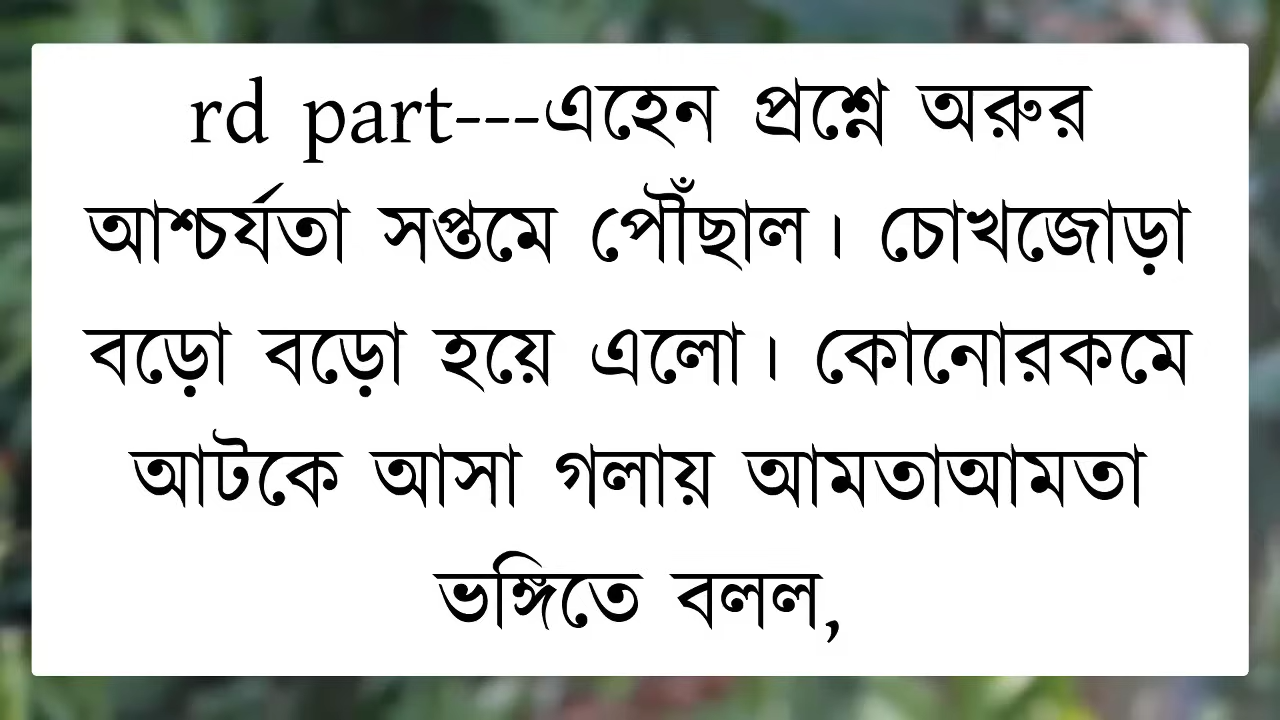 rd part---এহেন প্রশ্নে অরুর
আশ্চর্যতা সপ্তমে পৌঁছাল। চোখজোড়া
বড়ো বড়ো হয়ে এলো। কোনোরকমে
আটকে আসা গলায় আমতাআমতা
ভঙ্গিতে বলল,